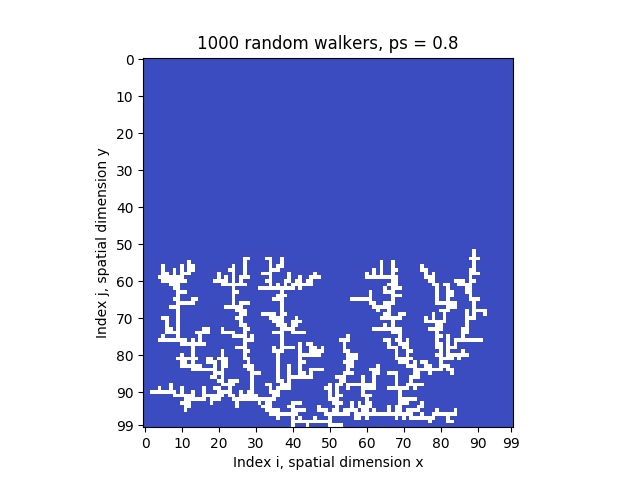 1000 random walkers, ps = 0.8
0
10
20
30
40
50
60
70
80
90
99
Index j, spatial dimension y
0 10 20 30 40 50 60 70 80 90 99
Index i, spatial dimension x